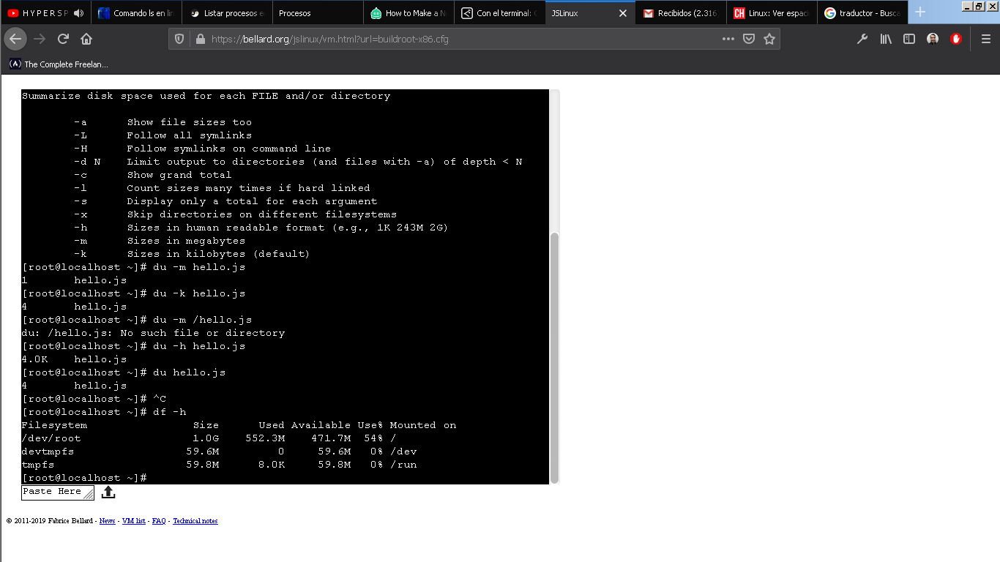 HYPERSP
Comando ls en lin
Listar procesos e
Procesos
How to Make a N
Con el terminal: C
JSLinux
Recibidos (2.316
CH Linux: Ver espaci
traductor - Busca
https://bellard.org/jslinux/vm.html?url=buildroot-x86.cfg
(A) The Complete Freelan...
Summarize disk space used for each FILE and/or directory
-a Show file sizes too
-L Follow all symlinks
-H Follow symlinks on command line
-d N Limit output to directories (and files with -a) of depth < N
-c Show grand total
-l Count sizes many times if hard linked
-s Display only a total for each argument
-x Skip directories on different filesystems
-h Sizes in human readable format (e.g., 1K 243M 2G)
-m Sizes in megabytes
-k Sizes in kilobytes (default)
[root@localhost ~]# du -m hello.js
1 hello.js
[root@localhost ~]# du -k hello.js
4 hello.js
[root@localhost ~]# du -m /hello.js
du: /hello.js: No such file or directory
[root@localhost ~]# du -h hello.js
4.0K hello.js
[root@localhost ~]# du hello.js
4 hello.js
[root@localhost ~]# ^C
[root@localhost ~]# df -h
Filesystem Size Used Available Use% Mounted on
/dev/root 1.0G 552.3M 471.7M 54% /
devtmpfs 59.6M 0 59.6M 0% /dev
tmpfs 59.8M 8.0K 59.8M 0% /run
[root@localhost ~]#
Paste Here
© 2011-2019 Fabrice Bellard - News - VM list - FAQ - Technical notes